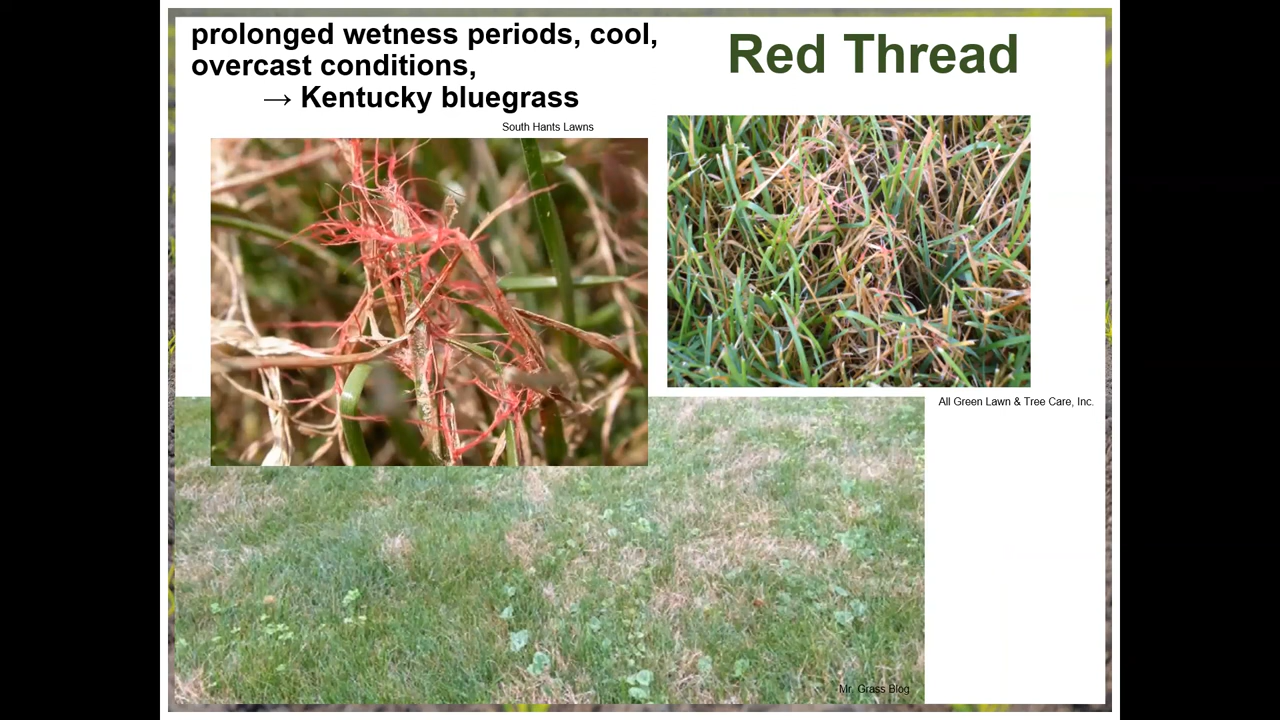 prolonged wetness periods, cool,
overcast conditions,
→ Kentucky bluegrass
Red Thread
South Hants Lawns
All Green Lawn & Tree Care, Inc.
Mr. Grass Blog